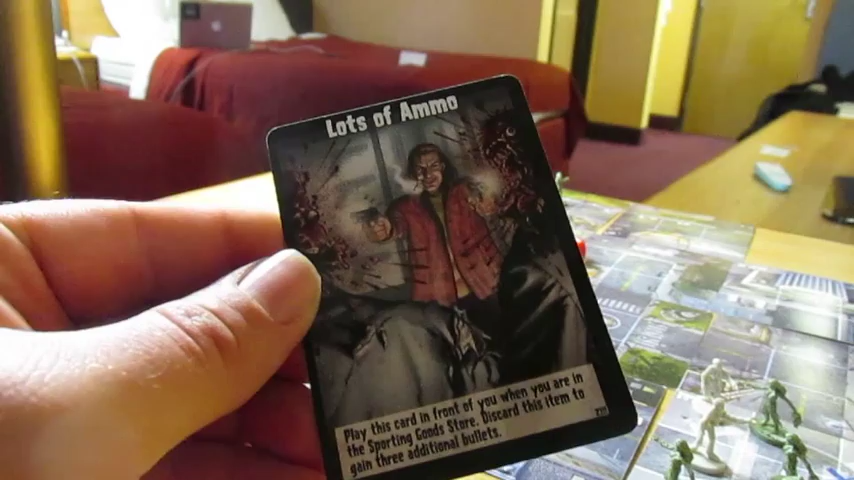 Lots of Ammo
Play this card in front of you when you are in
the Sporting Goods Store. Discard this item to
gain three additional bullets.